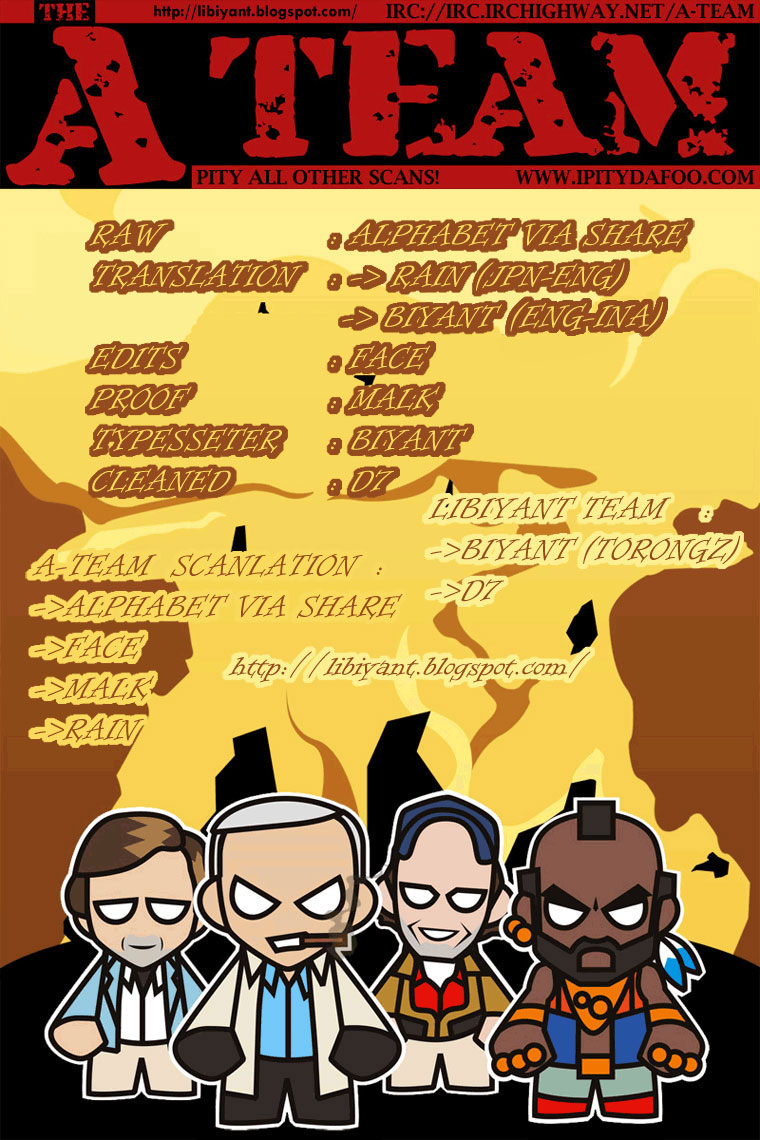 THE http://libiyant.blogspot.com/ IRC://IRC.IRCHIGHWAY.NET/A-TEAM
A TEAM
PITY ALL OTHER SCANS! WWW.IPITYDAFOO.COM
RAW : ALPHABET VIA SHARE
TRANSLATION : -> RAIN (JPN-ENG)
-> BIYANT (ENG-INA)
EDITS : FACE
PROOF : MALK
TYPESSETER : BIYANT
CLEANED : D7
LIBIYANT TEAM :
->BIYANT (TORONGZ)
->D7
A-TEAM SCANLATION :
->ALPHABET VIA SHARE
->FACE
->MALK
->RAIN
http://libiyant.blogspot.com/